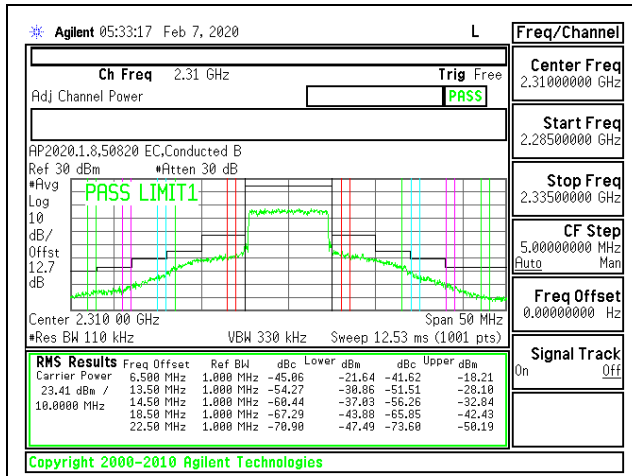 Agilent 05:33:17 Feb 7, 2020 L
Freq/Channel
Ch Freq 2.31 GHz Trig Free
Adj Channel Power PASS
AP2020.1.8,50820 EC,Conducted B
Ref 30 dBm #Atten 30 dB
#Avg
Log
10
dB/
Offst
12.7
dB
PASS LIMIT1
Center 2.310 00 GHz Span 50 MHz
#Res BW 110 kHz VBW 330 kHz Sweep 12.53 ms (1001 pts)
RMS Results Freq Offset Ref BW dBc Lower dBm dBc Upper dBm
Carrier Power 6.500 MHz 1.000 MHz -45.06 -21.64 -41.62 -18.21
23.41 dBm / 13.50 MHz 1.000 MHz -54.27 -30.86 -51.51 -28.10
10.0000 MHz 14.50 MHz 1.000 MHz -60.44 -37.03 -56.26 -32.84
18.50 MHz 1.000 MHz -67.29 -43.88 -65.85 -42.43
22.50 MHz 1.000 MHz -70.90 -47.49 -73.60 -50.19
Copyright 2000-2010 Agilent Technologies
Center Freq
2.31000000 GHz
Start Freq
2.28500000 GHz
Stop Freq
2.33500000 GHz
CF Step
5.00000000 MHz
Auto Man
Freq Offset
0.00000000 Hz
Signal Track
On Off